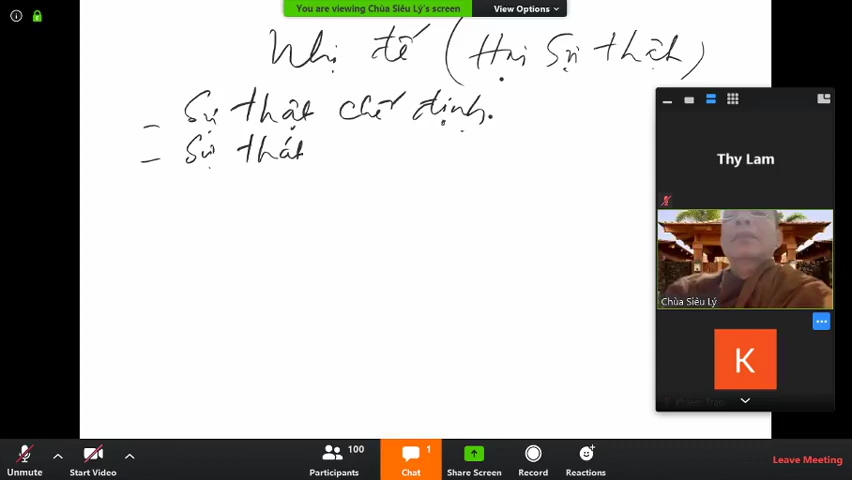 You are viewing Chùa Siêu Lý's screen
View Options
Nhị đế (Hai Sự thật)
= Sự thật chế định.
= Sự thát
Thy Lam
Chùa Siêu Lý
K
Unmute
Start Video
Participants
100
Chat
1
Share Screen
Record
Reactions
Leave Meeting